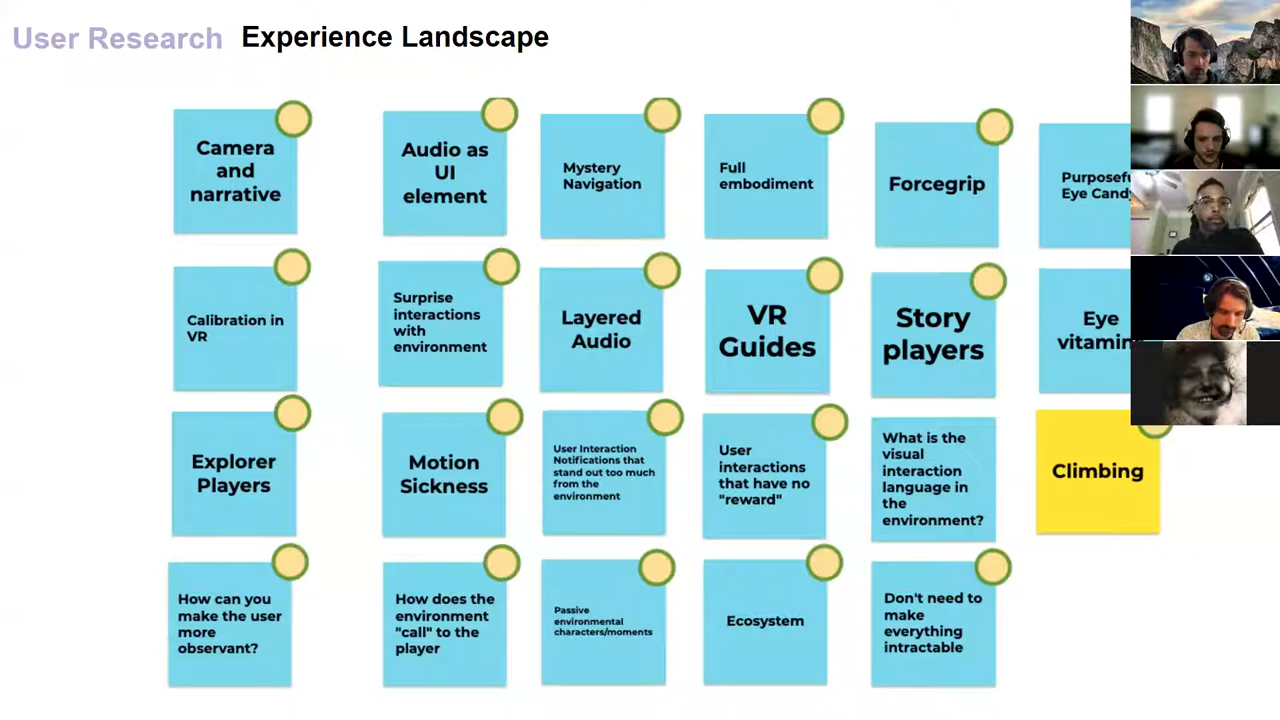 User Research Experience Landscape
Camera
and
narrative
Audio as
UI
element
Mystery
Navigation
Full
embodiment
Forcegrip
Eye Candy
Calibration in
VR
Surprise
interactions
with
environment
Layered
Audio
VR
Guides
Story
players
Eye
Explorer
Players
Motion
Sickness
User Interaction
Notifications that
stand out too much
from the
environment
User
interactions
that have no
"reward"
What is the
visual
interaction
language in
the
environment?
Climbing
How can you
make the user
more
observant?
How does the
environment
"call" to the
player
Passive
environmental
characters/moments
Ecosystem
Don't need to
make
everything
intractable